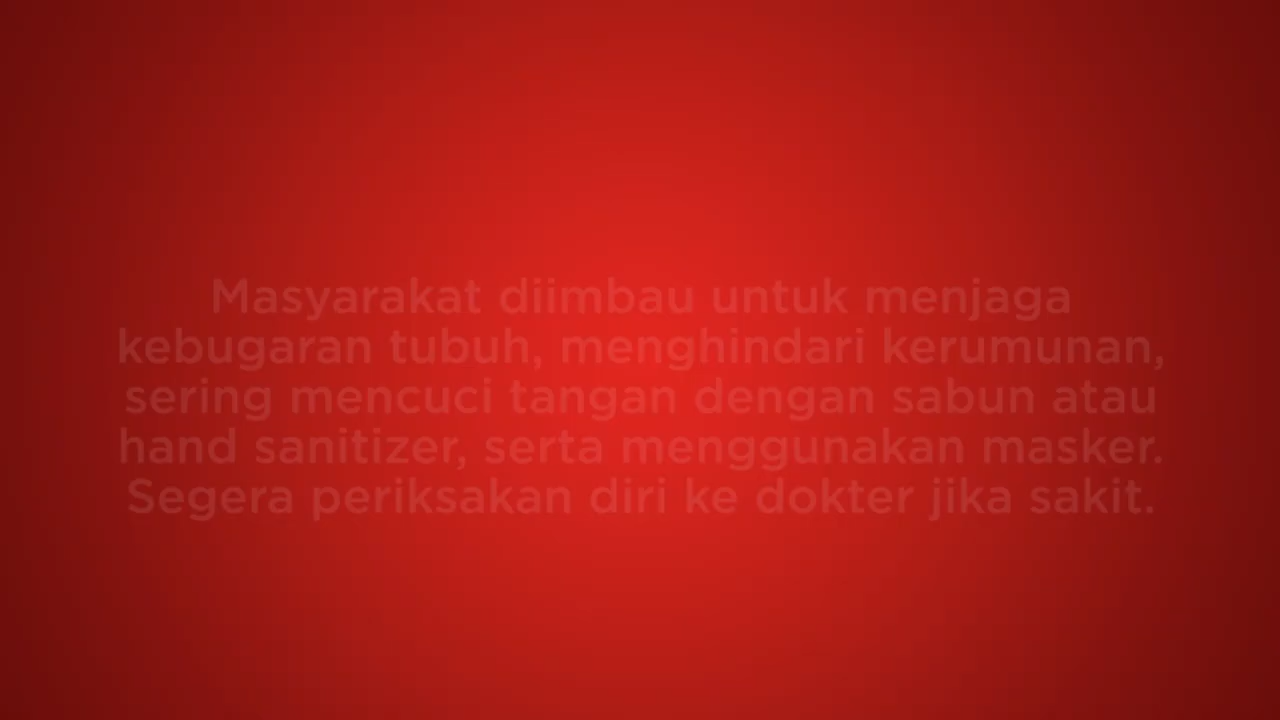 Masyarakat diimbau untuk menjaga
kebugaran tubuh, menghindari kerumunan,
sering mencuci tangan dengan sabun atau
hand sanitizer, serta menggunakan masker.
Segera periksakan diri ke dokter jika sakit.